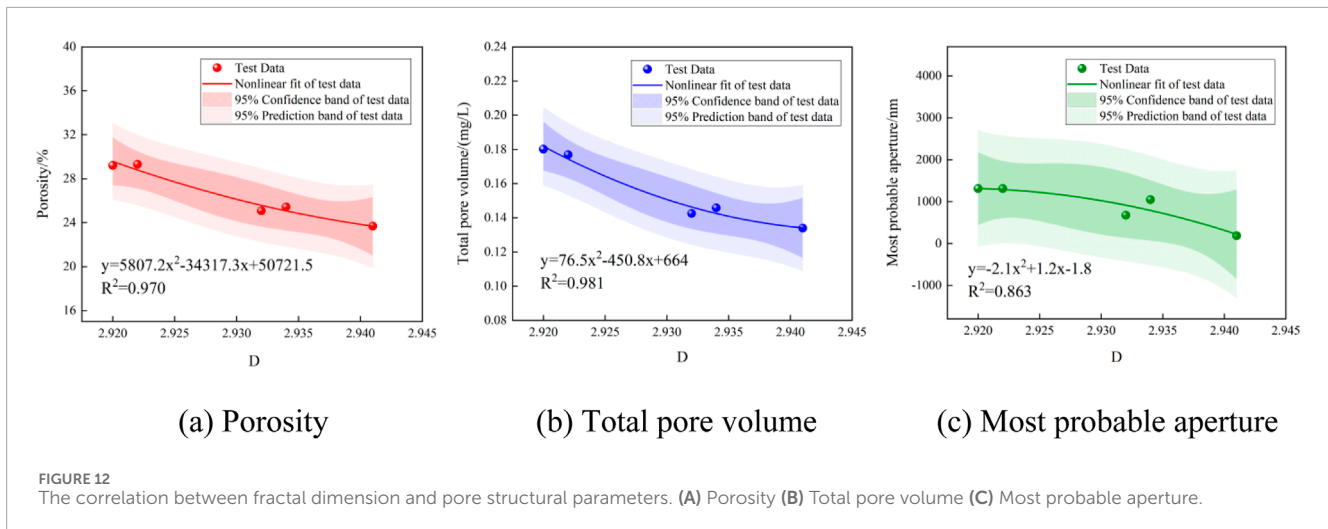 40
36
32
28
24
20
16
Porosity/%
Test Data
Nonlinear fit of test data
95% Confidence band of test data
95% Prediction band of test data
y=5807.2x²-34317.3x+50721.5
R²=0.970
2.920 2.925 2.930 2.935 2.940 2.945
D
(a) Porosity
0.24
0.22
0.20
0.18
0.16
0.14
0.12
0.10
0.08
Total pore volume/(mg/L)
Test Data
Nonlinear fit of test data
95% Confidence band of test data
95% Prediction band of test data
y=76.5x²-450.8x+664
R²=0.981
2.920 2.925 2.930 2.935 2.940 2.945
D
(b) Total pore volume
4000
3000
2000
1000
0
-1000
Most probable aperture/nm
Test Data
Nonlinear fit of test data
95% Confidence band of test data
95% Prediction band of test data
y=-2.1x²+1.2x-1.8
R²=0.863
2.920 2.925 2.930 2.935 2.940 2.945
D
(c) Most probable aperture
FIGURE 12
The correlation between fractal dimension and pore structural parameters. (A) Porosity (B) Total pore volume (C) Most probable aperture.